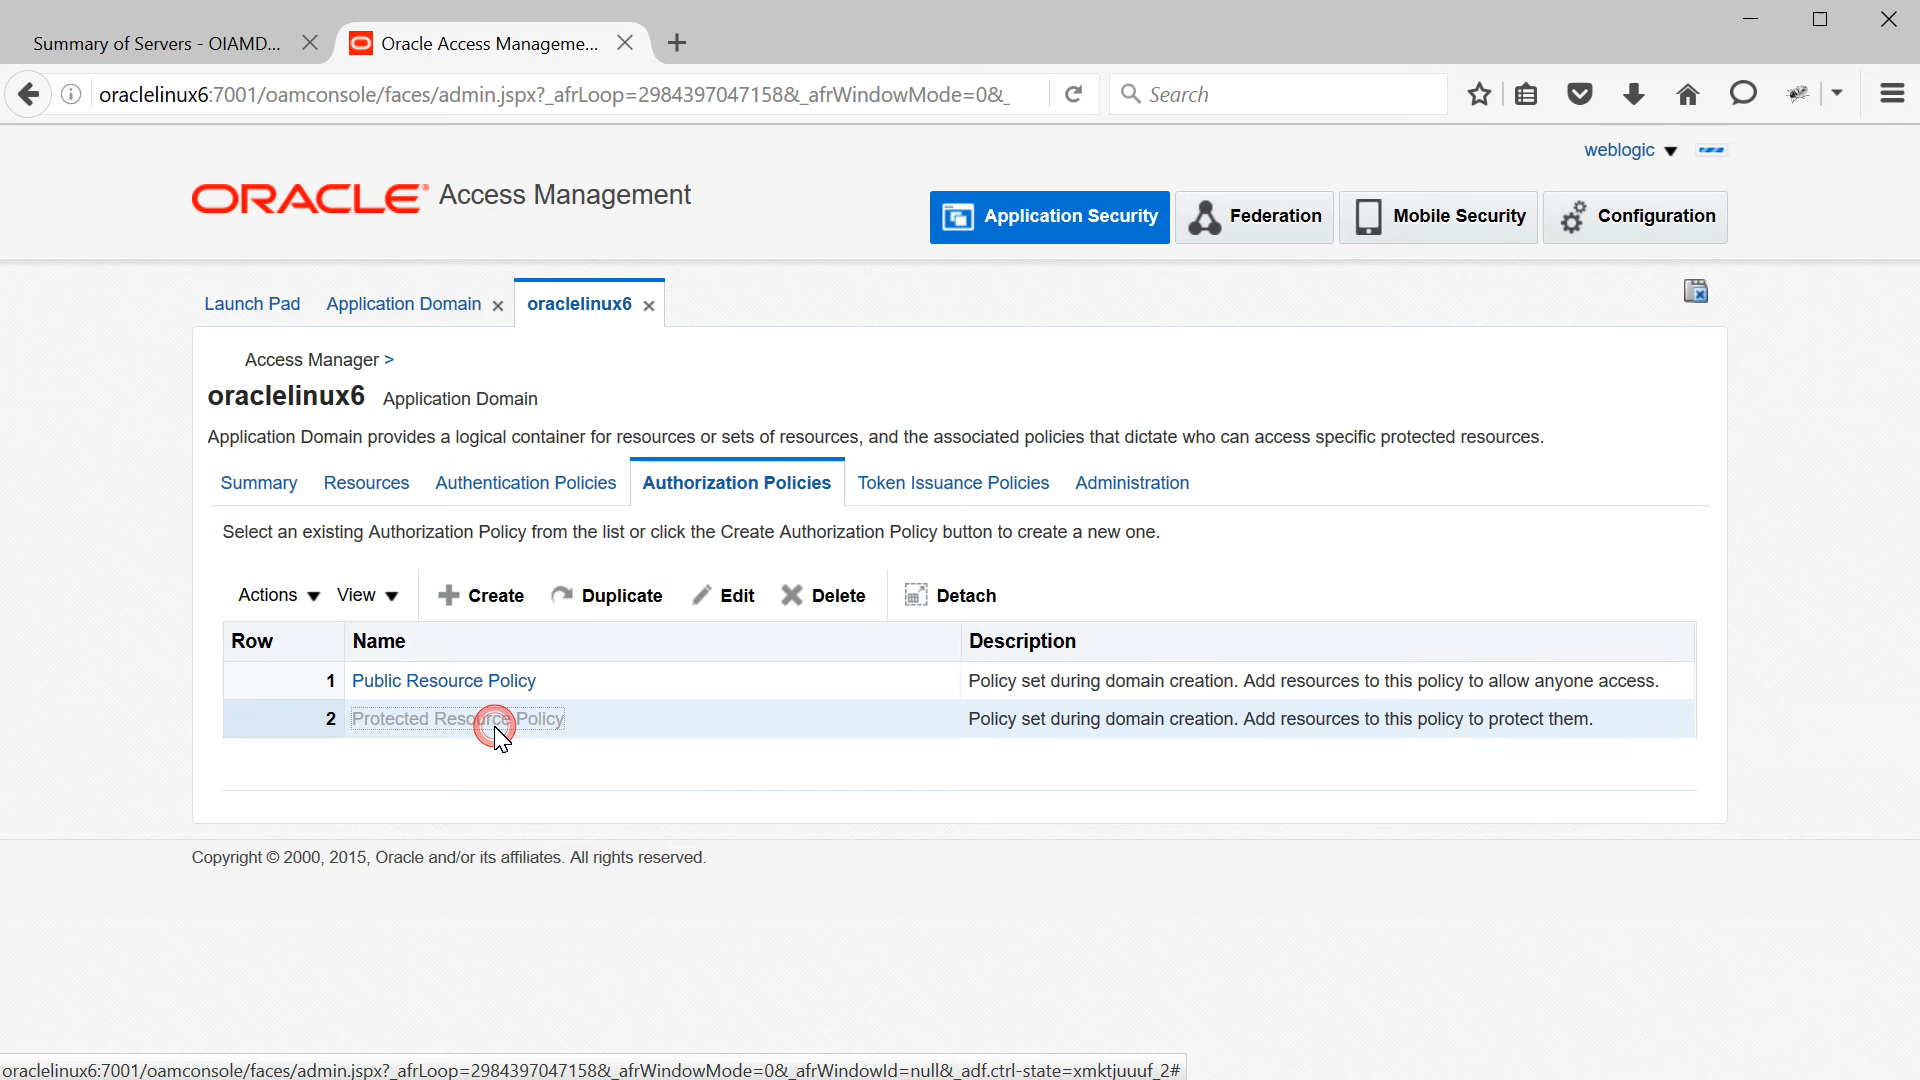 Summary of Servers - OIAMD...
Oracle Access Manageme...
oraclelinux6:7001/oamconsole/faces/admin.jspx?_afrLoop=2984397047158&_afrWindowMode=0&_
Search
weblogic
ORACLE Access Management
Application Security
Federation
Mobile Security
Configuration
Launch Pad
Application Domain
oraclelinux6
Access Manager >
oraclelinux6 Application Domain
Application Domain provides a logical container for resources or sets of resources, and the associated policies that dictate who can access specific protected resources.
Summary
Resources
Authentication Policies
Authorization Policies
Token Issuance Policies
Administration
Select an existing Authorization Policy from the list or click the Create Authorization Policy button to create a new one.
Actions
View
Create
Duplicate
Edit
Delete
Detach
Row Name Description
1 Public Resource Policy Policy set during domain creation. Add resources to this policy to allow anyone access.
2 Protected Resource Policy Policy set during domain creation. Add resources to this policy to protect them.
Copyright © 2000, 2015, Oracle and/or its affiliates. All rights reserved.
oraclelinux6:7001/oamconsole/faces/admin.jspx?_afrLoop=2984397047158&_afrWindowMode=0&_afrWindowId=null&_adf.ctrl-state=xmktjuuuf_2#